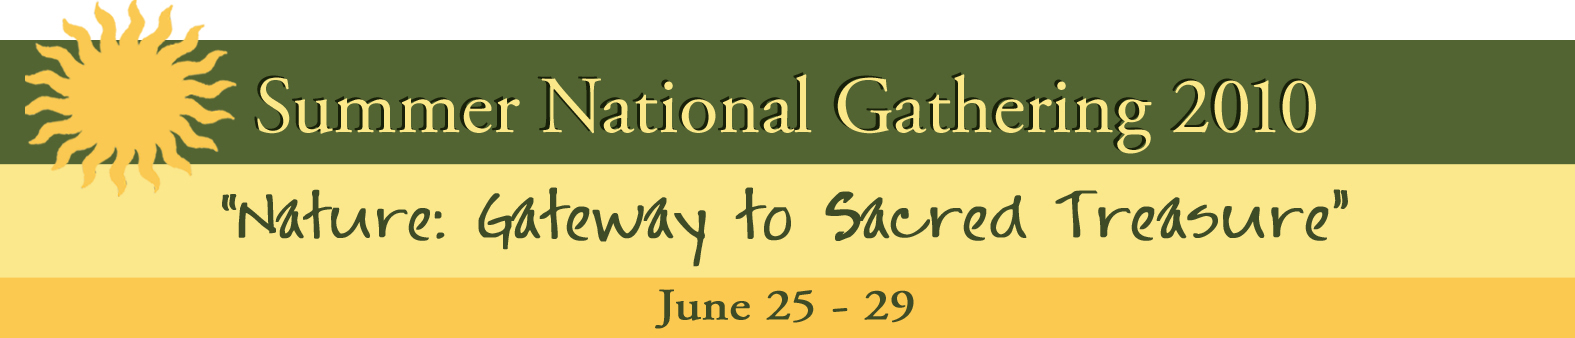 Summer National Gathering 2010
“Nature: Gateway to Sacred Treasure”
June 25 - 29